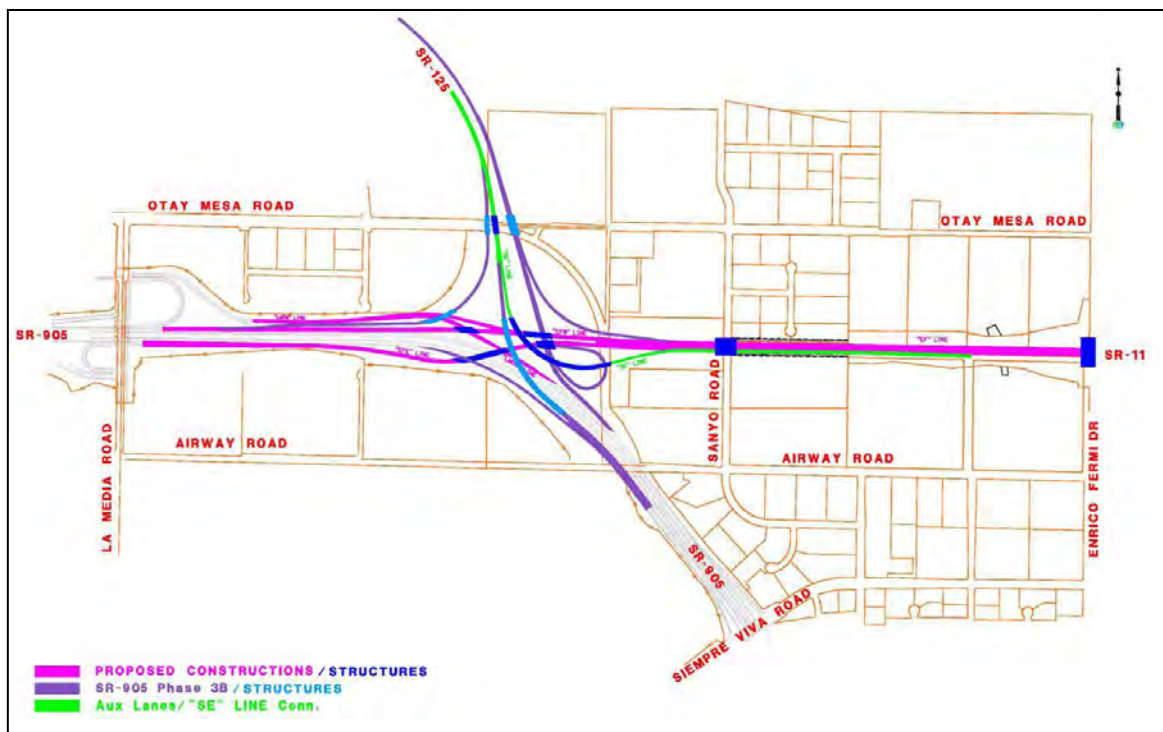 SR-125
OTAY MESA ROAD
OTAY MESA ROAD
SR-905
SR-11
LA MEDIA ROAD
AIRWAY ROAD
SANYO ROAD
AIRWAY ROAD
ENRICO FERMI DR
SR-905
SIEMPRE VIVA ROAD
PROPOSED CONSTRUCTIONS / STRUCTURES
SR-905 Phase 3B / STRUCTURES
Aux Lanes/"SE" LINE Conn.